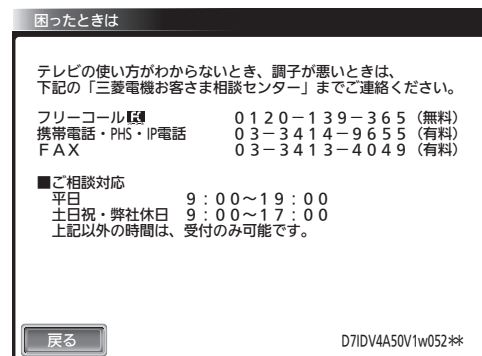 困ったときは
テレビの使い方がわからないとき、調子が悪いときは、
下記の「三菱電機お客さま相談センター」までご連絡ください。
フリーコール 0120－139－365（無料）
携帯電話・PHS・IP電話 03－3414－9655（有料）
FAX 03－3413－4049（有料）
■ご相談対応
平日 9：00～19：00
土日祝・弊社休日 9：00～17：00
上記以外の時間は、受付のみ可能です。
戻る D7IDV4A50V1w052**